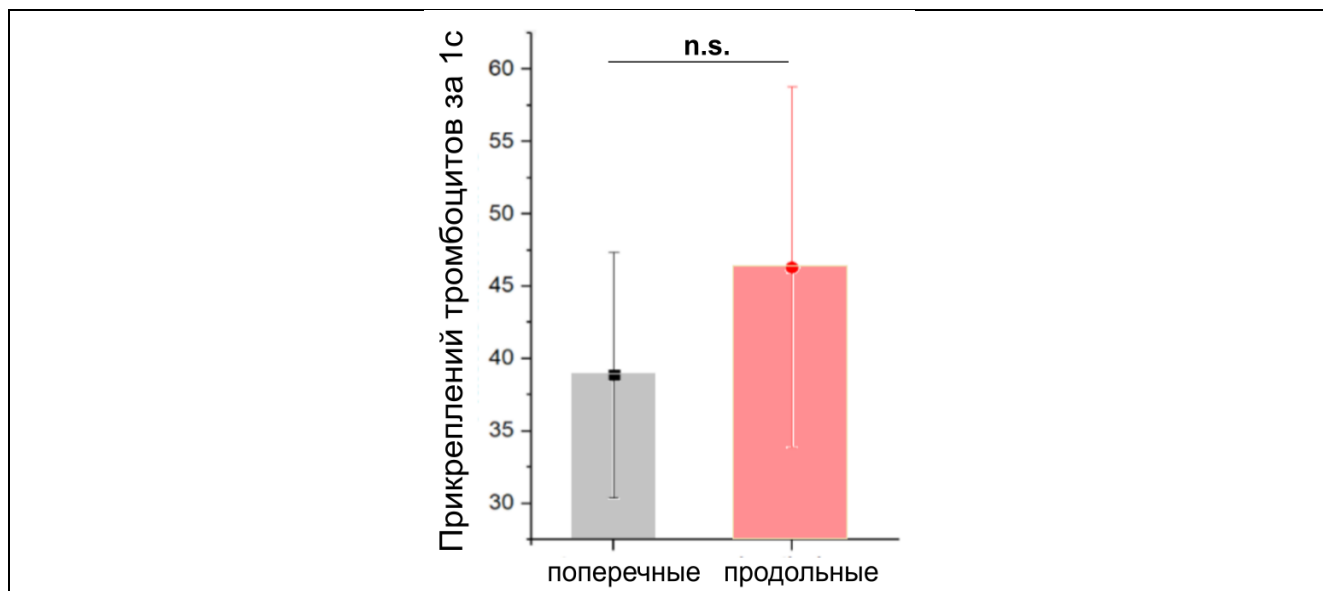 Прикреплений тромбоцитов за 1с
n.s.
60
55
50
45
40
35
30
поперечные продольные